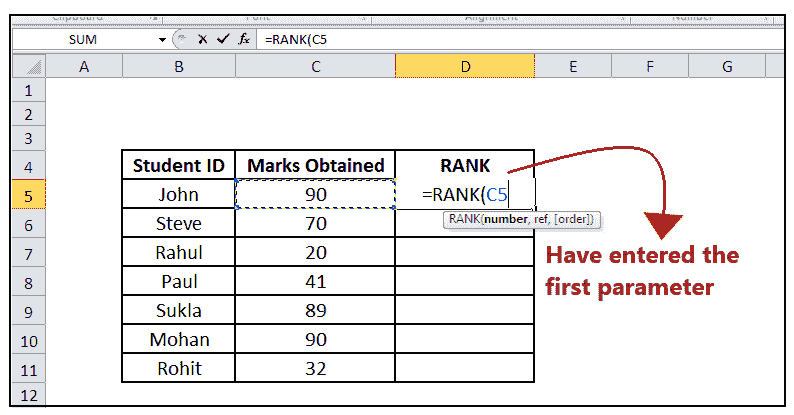 Clipboard Font Alignment Number
SUM =RANK(C5
A B C D E F G
1
2
3
4 Student ID Marks Obtained RANK
5 John 90 =RANK(C5
6 Steve 70 RANK(number, ref, [order])
7 Rahul 20
Have entered the
8 Paul 41
first parameter
9 Sukla 89
10 Mohan 90
11 Rohit 32
12